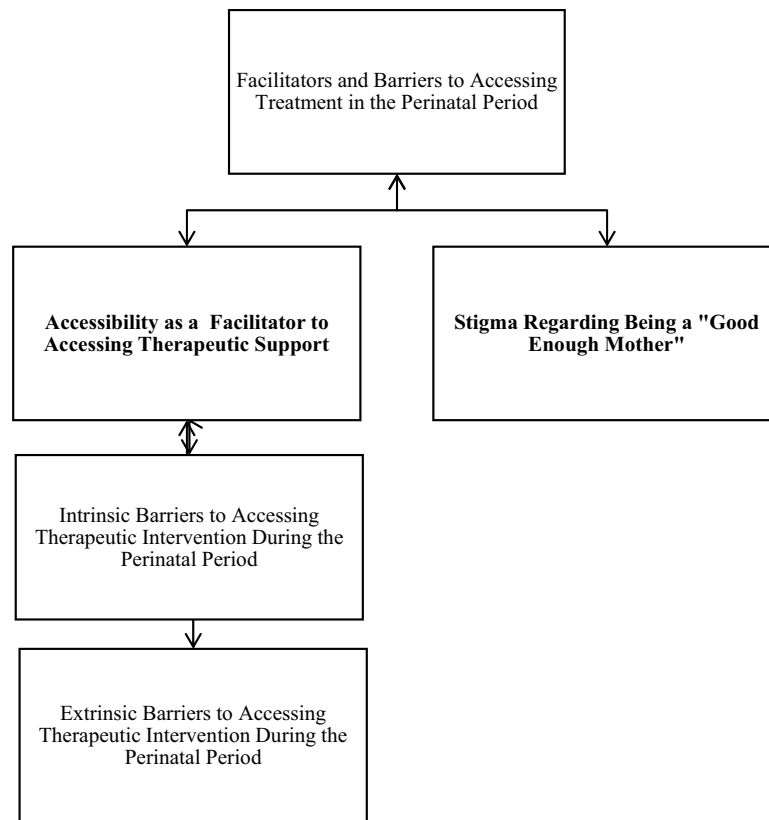 Facilitators and Barriers to Accessing
Treatment in the Perinatal Period
Accessibility as a  Facilitator to
Accessing Therapeutic Support
Stigma Regarding Being a "Good
Enough Mother"
Intrinsic Barriers to Accessing
Therapeutic Intervention During the
Perinatal Period
Extrinsic Barriers to Accessing
Therapeutic Intervention During the
Perinatal Period